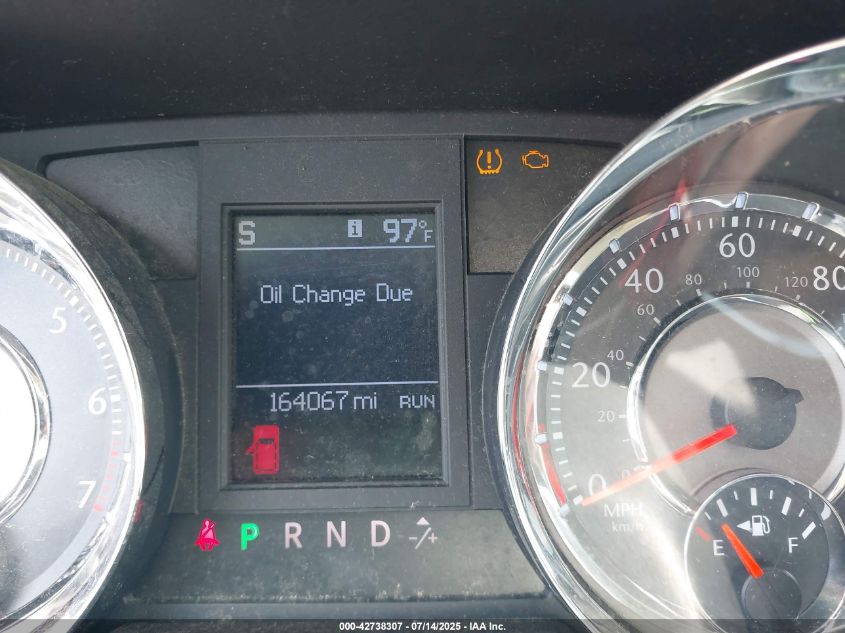 S i 97°F
Oil Change Due
164067 mi RUN
P R N D -/+
5
6
7
0 20 40 60 80
0 20 40 60 80 100 120
MPH
km/h
E F
000-42738307 - 07/14/2025 - IAA Inc.